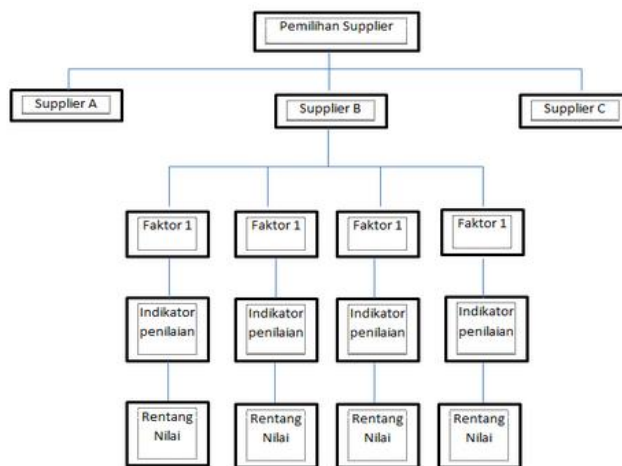 Pemilihan Supplier
Supplier A
Supplier B
Supplier C
Faktor 1
Faktor 1
Faktor 1
Faktor 1
Indikator
penilaian
Indikator
penilaian
Indikator
penilaian
Indikator
penilaian
Rentang
Nilai
Rentang
Nilai
Rentang
Nilai
Rentang
Nilai